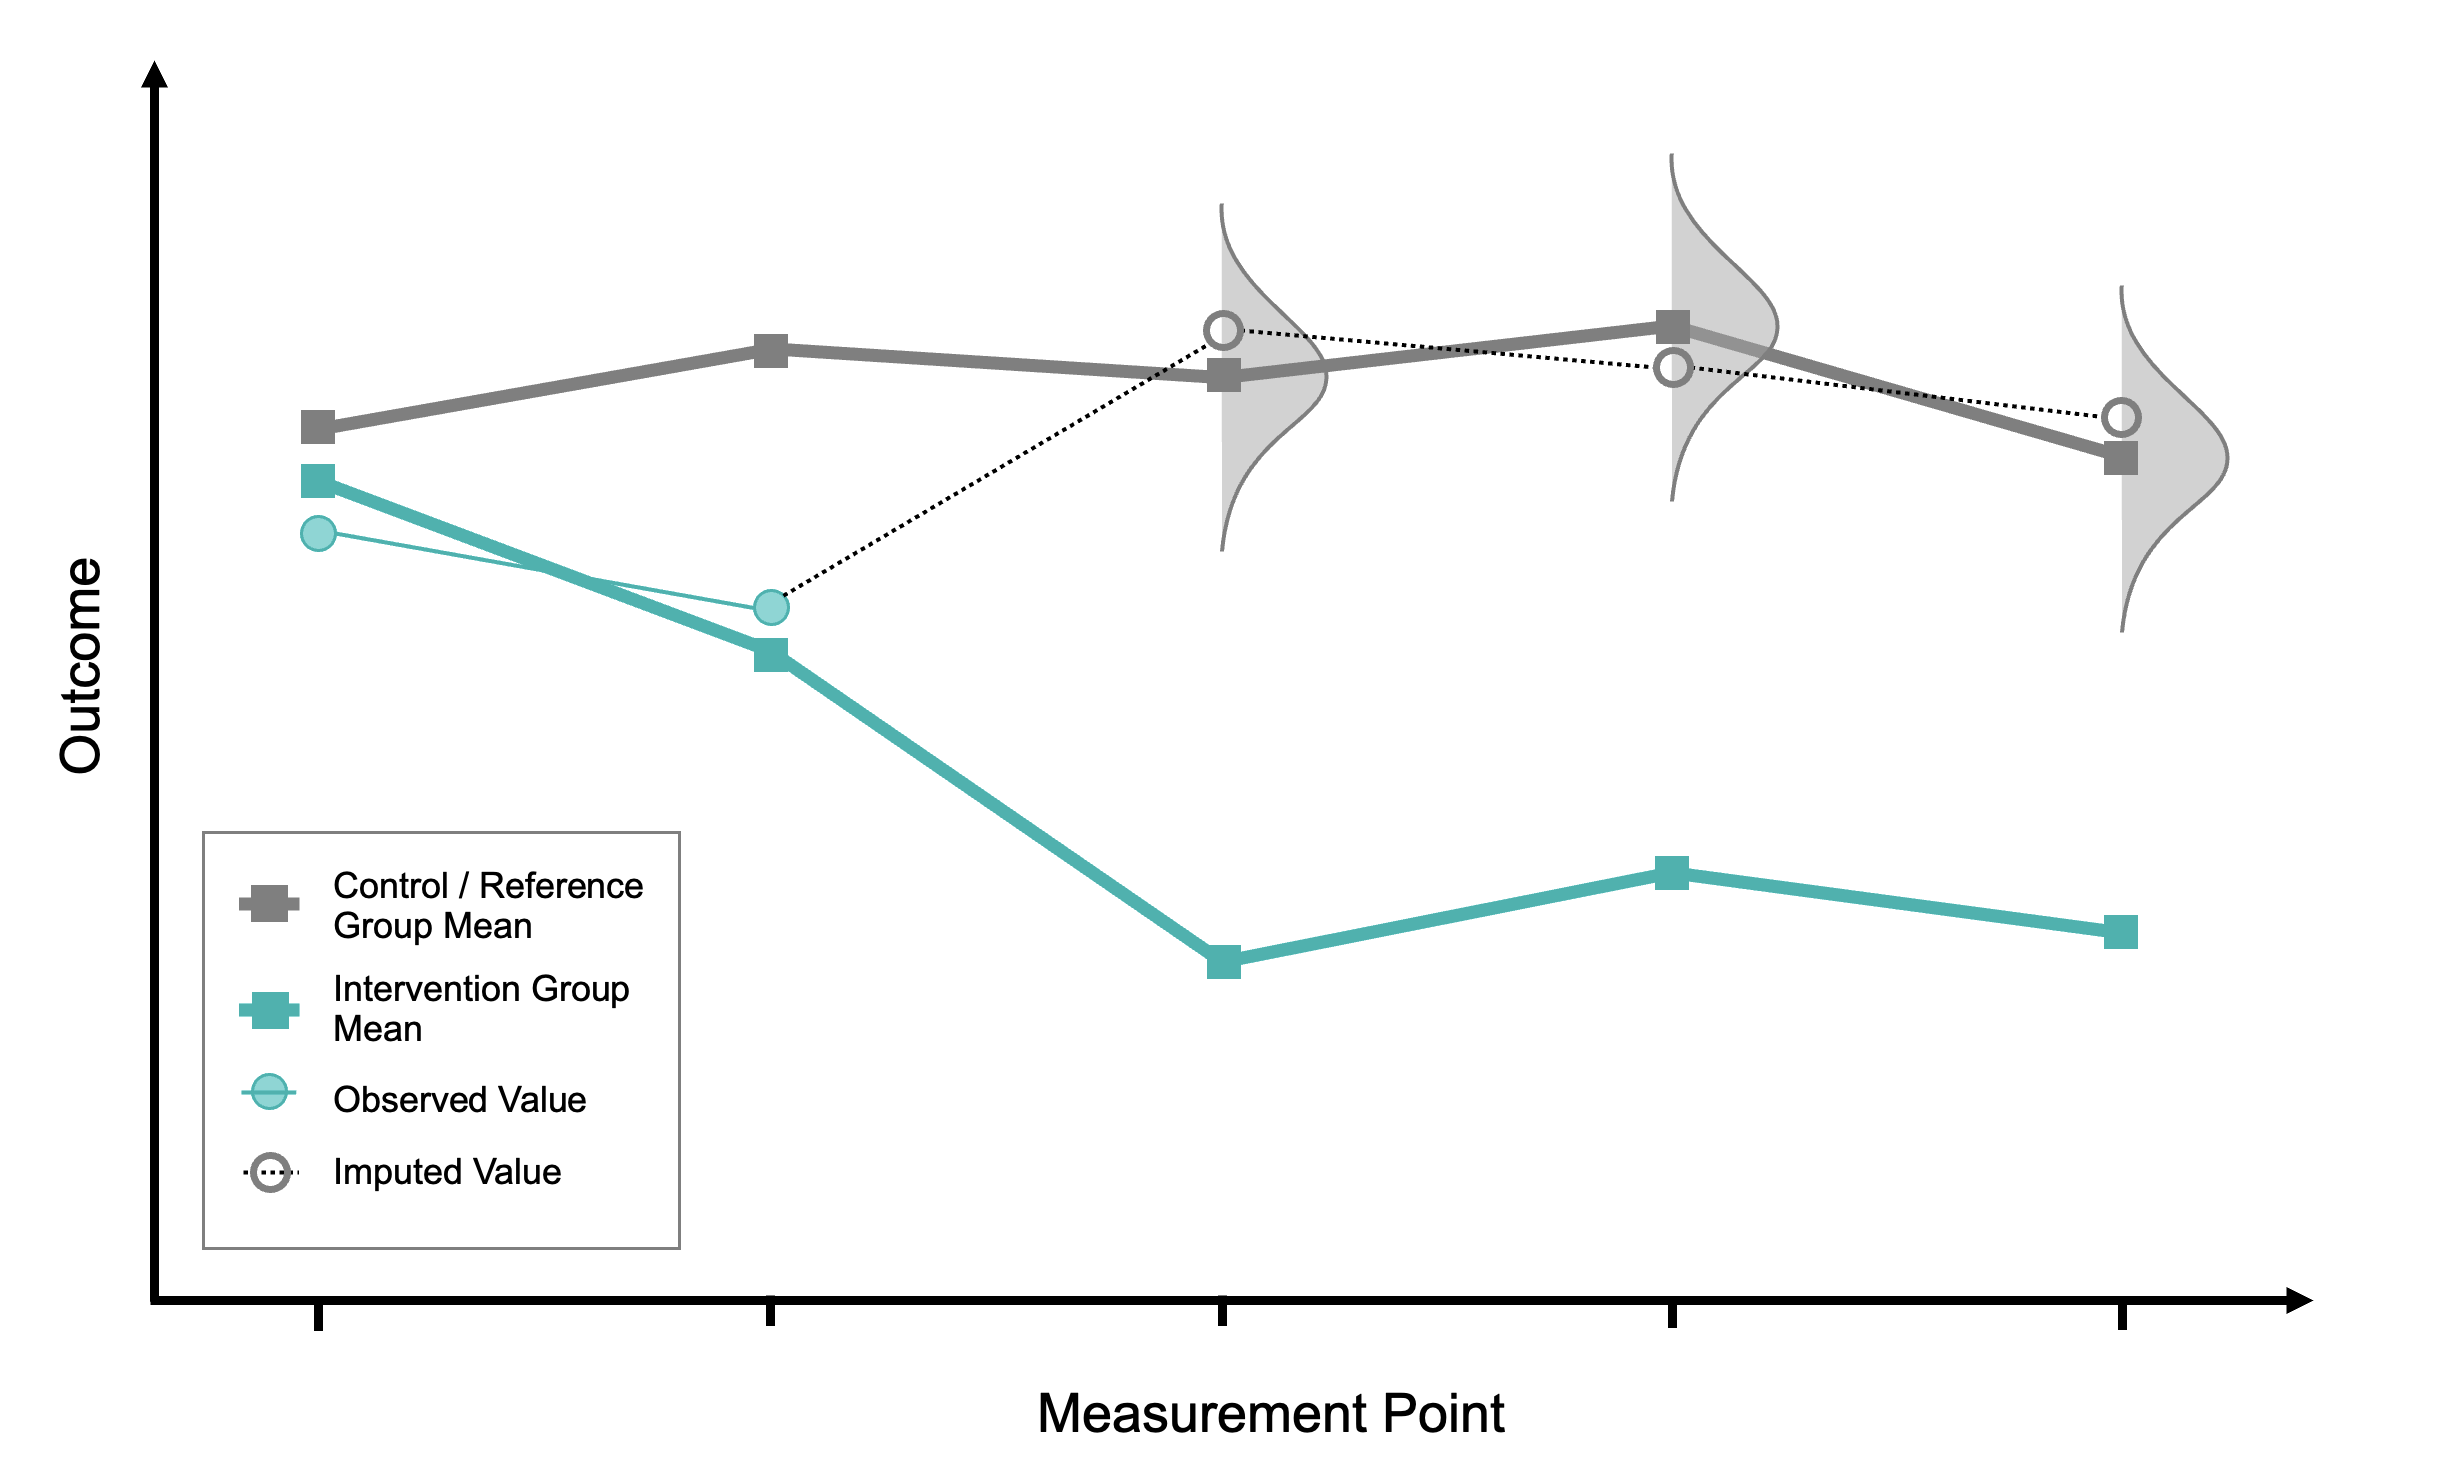 Outcome
Control / Reference
Group Mean
Intervention Group
Mean
Observed Value
Imputed Value
Measurement Point